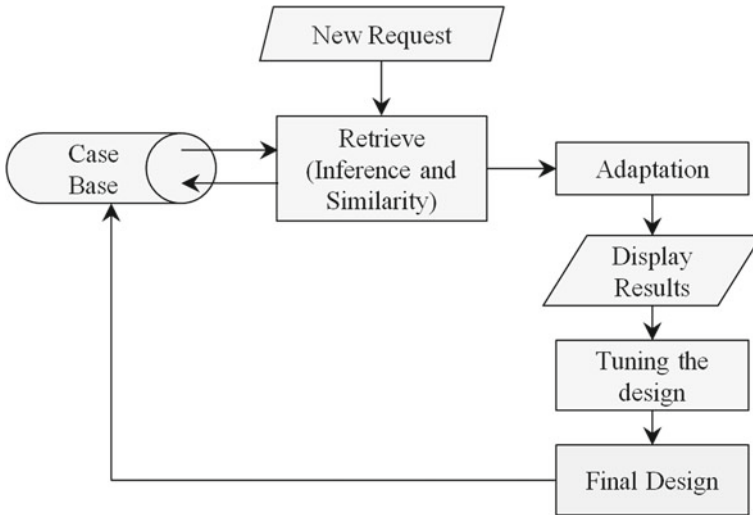 New Request
Case
Base
Retrieve
(Inference and
Similarity)
Adaptation
Display
Results
Tuning the
design
Final Design